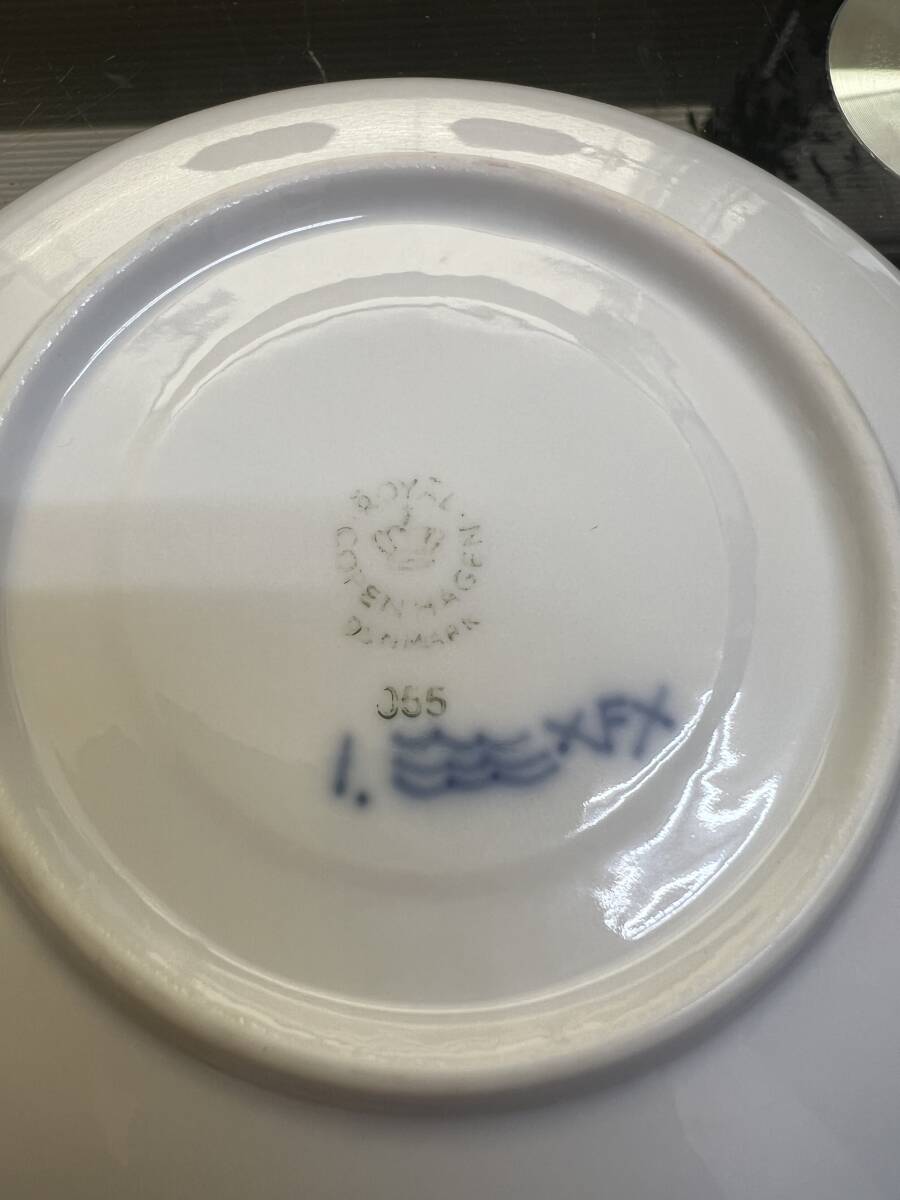 ROYAL
COPENHAGEN
DENMARK
055
1. XFX